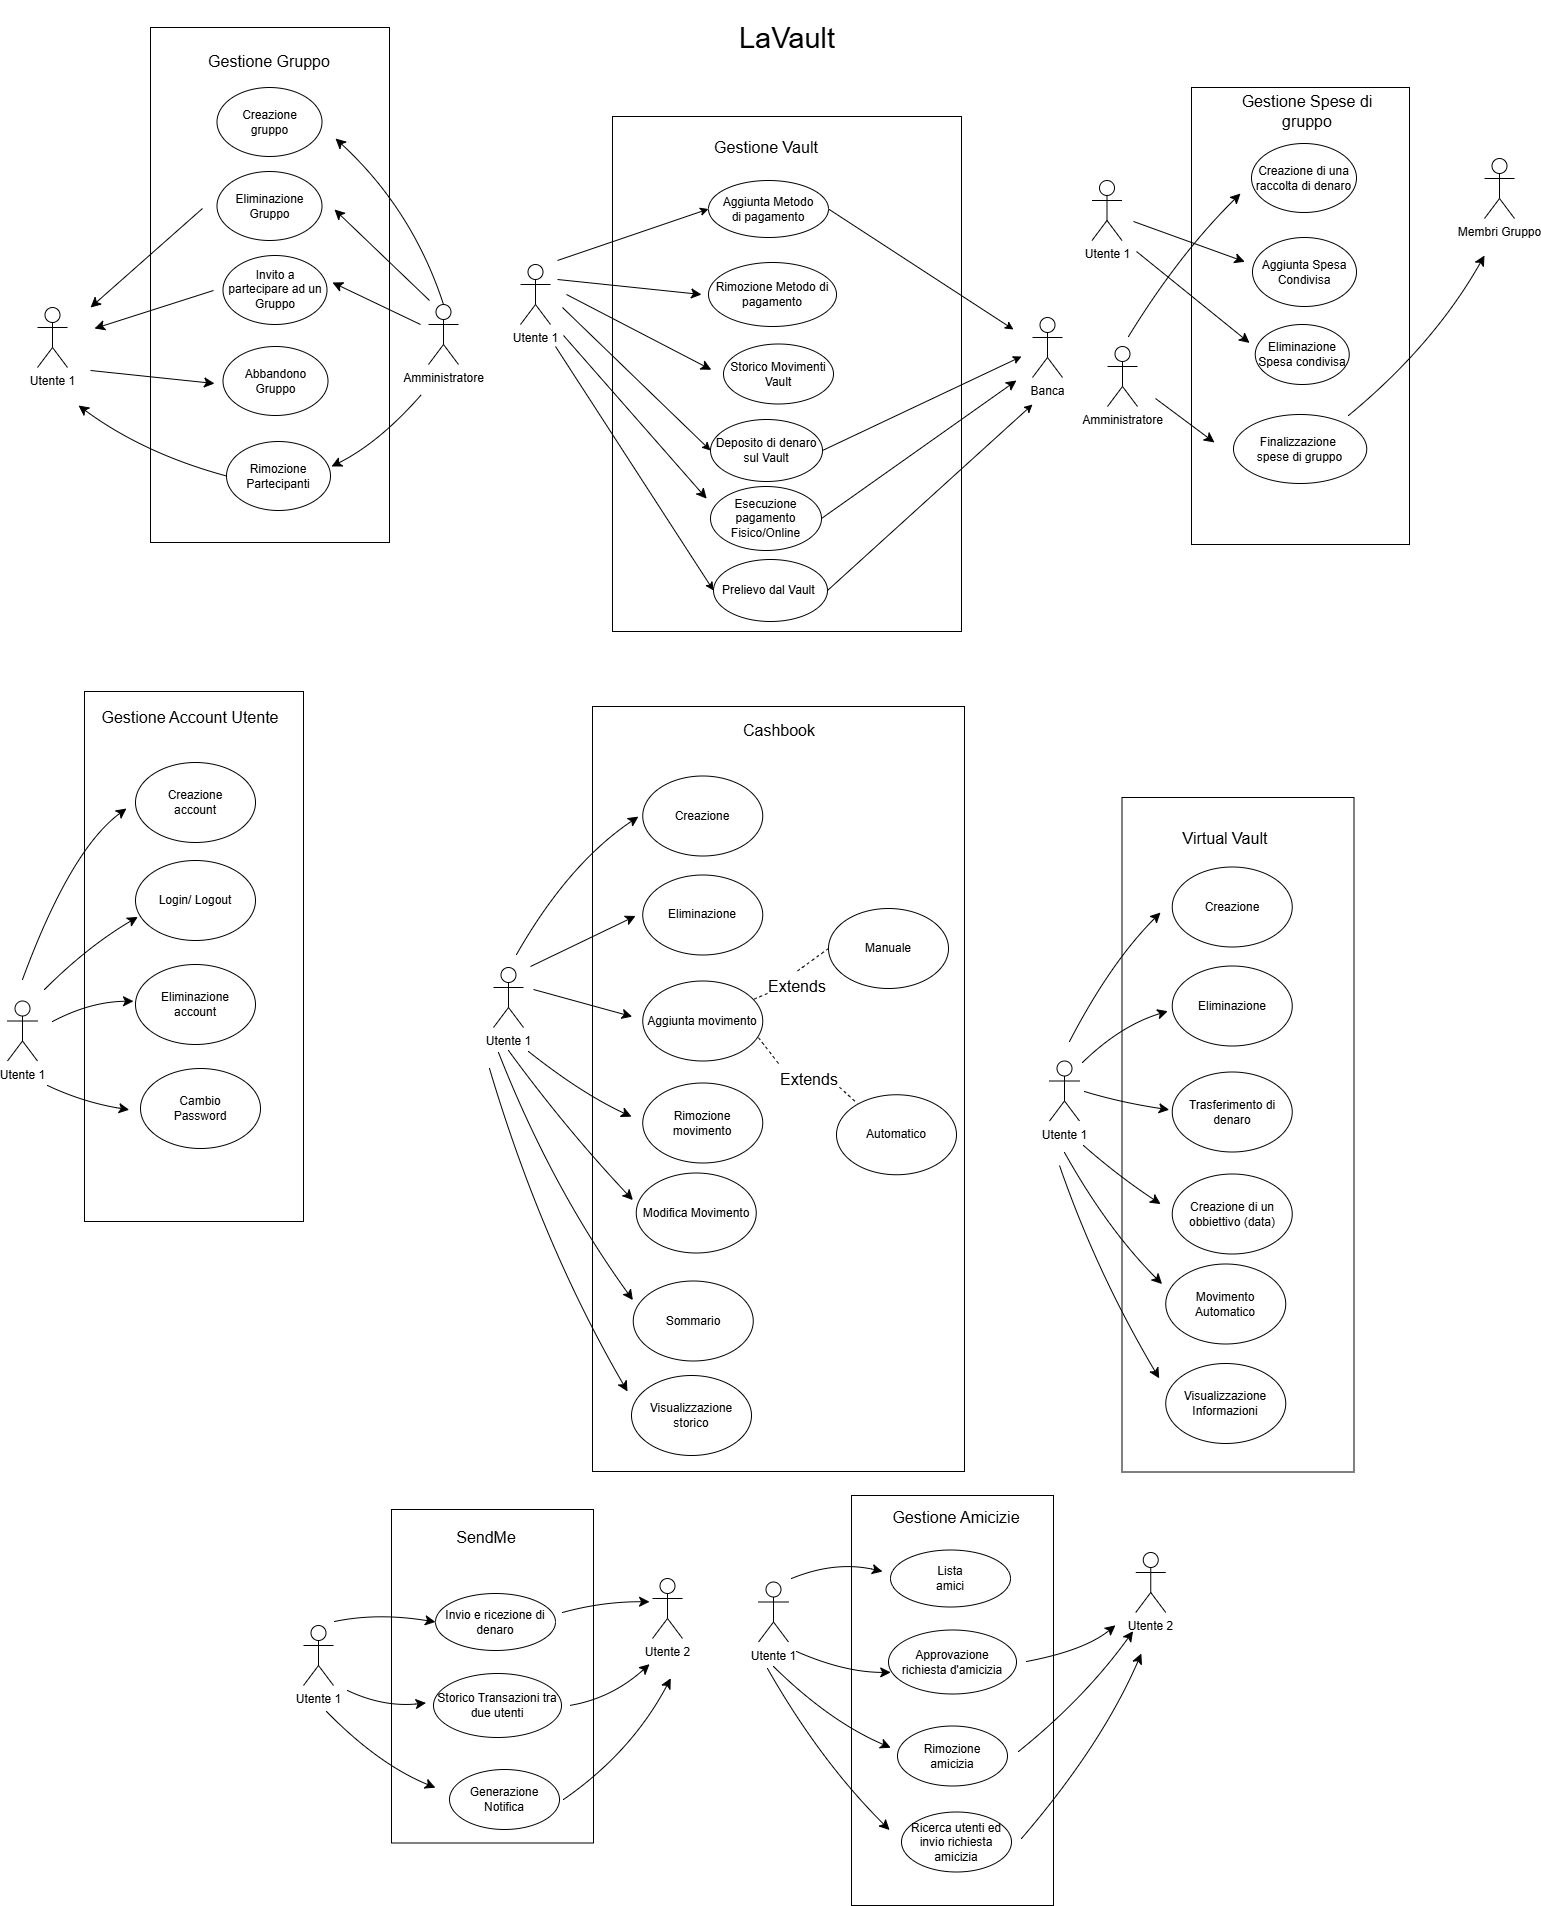 LaVault
Gestione Gruppo
Creazione
gruppo
Eliminazione
Gruppo
Invito a
partecipare ad un
Gruppo
Abbandono
Gruppo
Rimozione
Partecipanti
Utente 1
Amministratore
Gestione Vault
Aggiunta Metodo
di pagamento
Rimozione Metodo di
pagamento
Storico Movimenti
Vault
Deposito di denaro
sul Vault
Esecuzione
pagamento
Fisico/Online
Prelievo dal Vault
Utente 1
Banca
Gestione Spese di
gruppo
Creazione di una
raccolta di denaro
Aggiunta Spesa
Condivisa
Eliminazione
Spesa condivisa
Finalizzazione
spese di gruppo
Utente 1
Amministratore
Membri Gruppo
Gestione Account Utente
Creazione
account
Login/ Logout
Eliminazione
account
Cambio
Password
Utente 1
Cashbook
Creazione
Eliminazione
Manuale
Extends
Aggiunta movimento
Extends
Automatico
Rimozione
movimento
Modifica Movimento
Sommario
Visualizzazione
storico
Utente 1
Virtual Vault
Creazione
Eliminazione
Trasferimento di
denaro
Creazione di un
obbiettivo (data)
Movimento
Automatico
Visualizzazione
Informazioni
Utente 1
SendMe
Invio e ricezione di
denaro
Storico Transazioni tra
due utenti
Generazione
Notifica
Utente 1
Utente 2
Gestione Amicizie
Lista
amici
Approvazione
richiesta d'amicizia
Rimozione
amicizia
Ricerca utenti ed
invio richiesta
amicizia
Utente 1
Utente 2